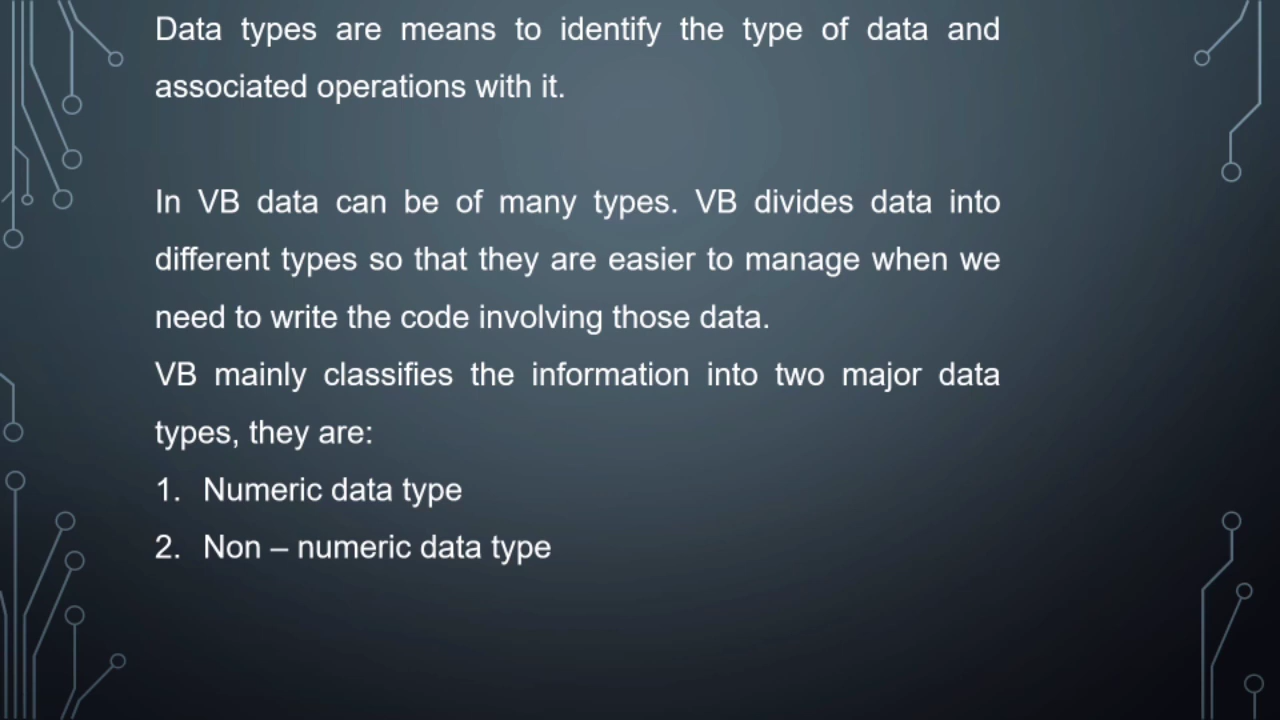 Data types are means to identify the type of data and
associated operations with it.
In VB data can be of many types. VB divides data into
different types so that they are easier to manage when we
need to write the code involving those data.
VB mainly classifies the information into two major data
types, they are:
1. Numeric data type
2. Non – numeric data type